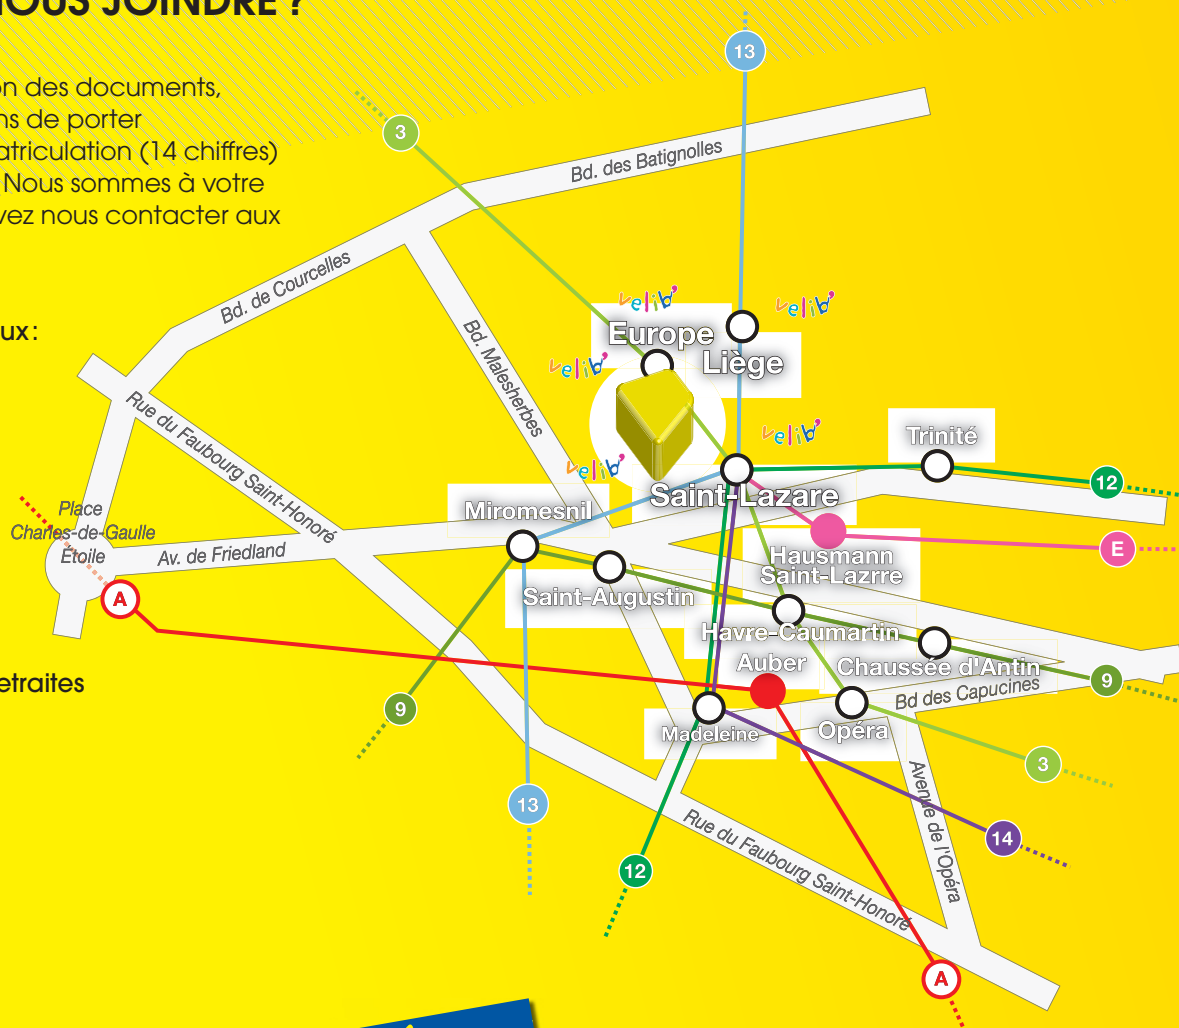 NOUS JOINDRE ?
on des documents,
ns de porter
atriculation (14 chiffres)
Nous sommes à votre
vez nous contacter aux
ux :
etraites
13
3
Bd. des Batignolles
Bd. de Courcelles
Bd. Malesherbes
velib'
velib'
Europe
Liège
velib'
velib'
velib'
Rue du Faubourg Saint-Honoré
Trinité
12
Saint-Lazare
Miromesnil
Place
Charles-de-Gaulle
Étoile
Av. de Friedland
E
Hausmann
Saint-Lazrre
A
Saint-Augustin
Havre-Caumartin
Auber
Chaussée d'Antin
9
Bd des Capucines
9
Madeleine
Opéra
3
Avenue de l'Opéra
13
14
Rue du Faubourg Saint-Honoré
12
A